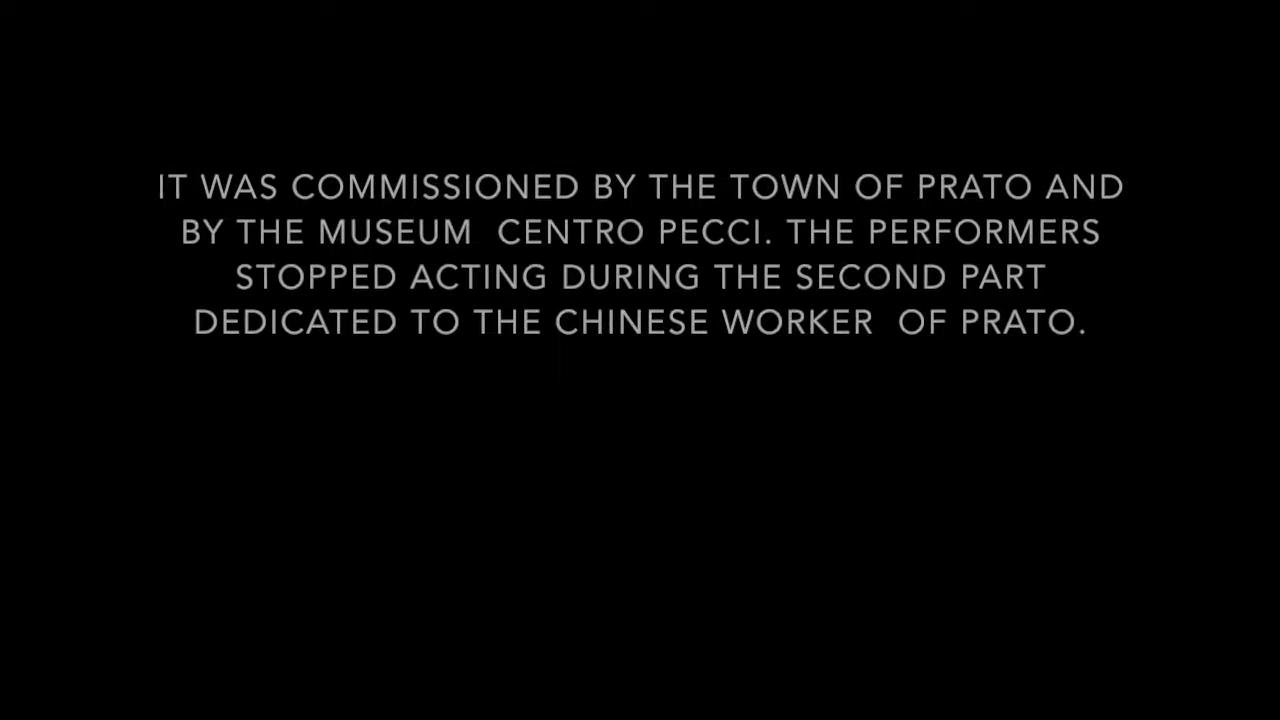 IT WAS COMMISSIONED BY THE TOWN OF PRATO AND
BY THE MUSEUM  CENTRO PECCI. THE PERFORMERS
STOPPED ACTING DURING THE SECOND PART
DEDICATED TO THE CHINESE WORKER  OF PRATO.